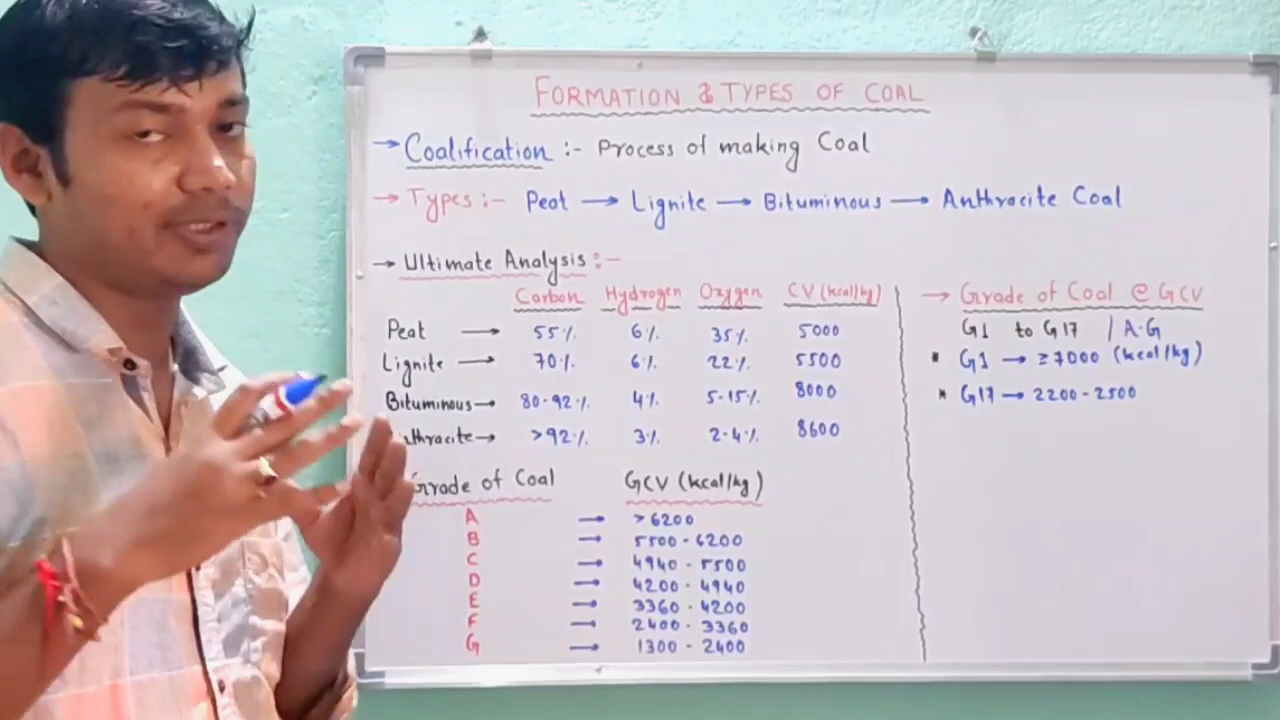 FORMATION & TYPES OF COAL
→ Coalification :- Process of making Coal
→ Types :- Peat → Lignite → Bituminous → Anthracite Coal
→ Ultimate Analysis :-
Carbon Hydrogen Oxygen CV (kcal/kg)
Peat → 55% 6% 35% 5000
Lignite → 70% 6% 22% 5500
Bituminous → 80-92% 4% 5-15% 8000
nthracite → >92% 3% 2-4% 8600
Grade of Coal GCV (kcal/kg)
A → >6200
B → 5500 - 6200
C → 4940 - 5500
D → 4200 - 4940
E → 3360 - 4200
F → 2400 - 3360
G → 1300 - 2400
→ Grade of Coal @ GCV
G1 to G17 / A-G
* G1 → ≥7000 (kcal/kg)
* G17 → 2200-2500